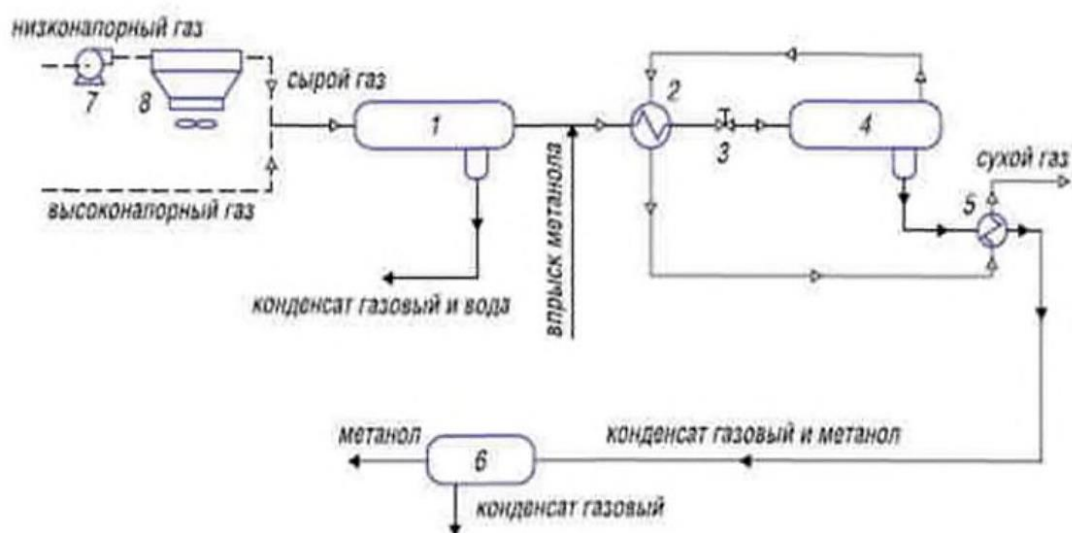 низконапорный газ
7
8
сырой газ
1
2
3
4
сухой газ
5
высоконапорный газ
впрыск метанола
конденсат газовый и вода
метанол
6
конденсат газовый и метанол
конденсат газовый